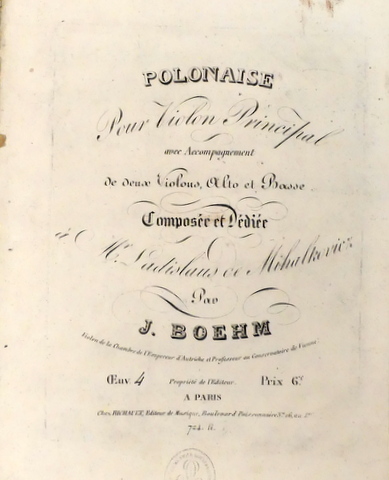 POLONAISE
Pour Violon Principal
avec Accompagnement
de deux Violons, Alto et Basse
Composée et Dédiée
à Mr. Ladislaus de Mihalkovicz
Par
J. BOEHM
Violon de la Chambre de l'Empereur d'Autriche et Professeur au Conservatoire de Vienne
Œuv. 4 Propriété de l'Editeur. Prix 6f
A PARIS
Chez RICHAULT, Editeur de Musique, Boulevard Poissonnière No. 16, au 1er
724. R.